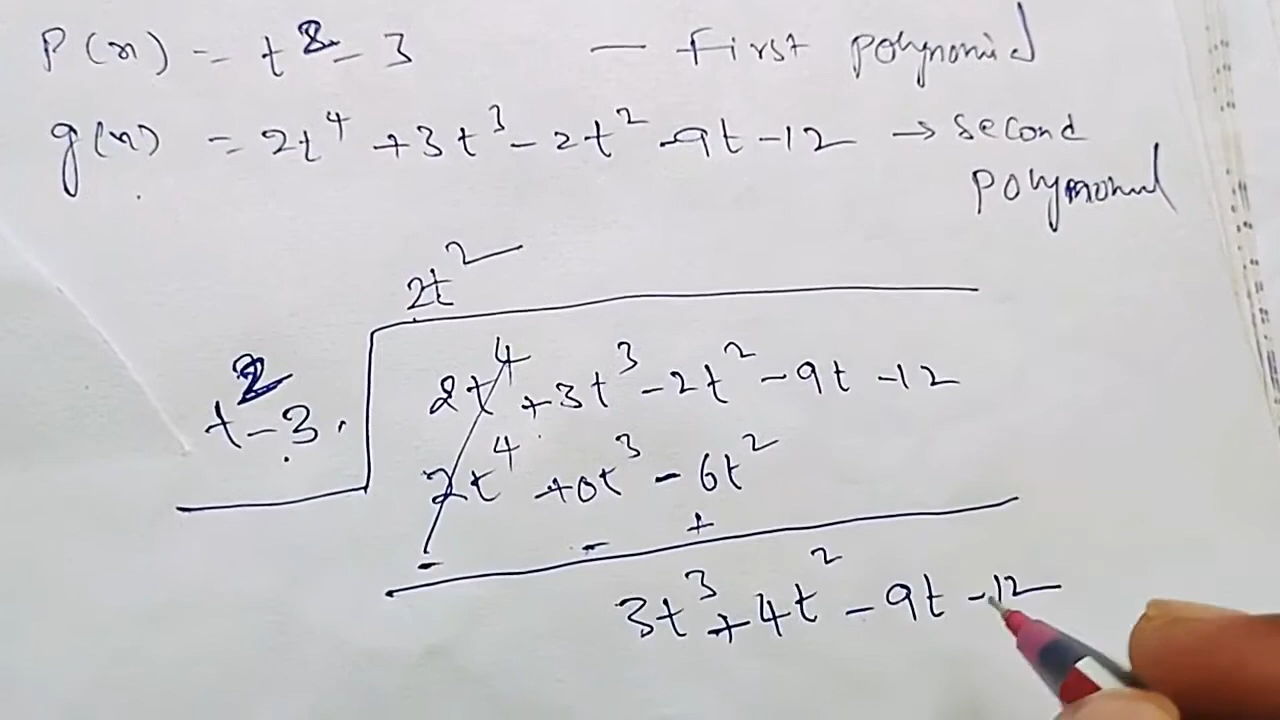 P(x) = t² - 3 — First polynomial
g(x) = 2t⁴ + 3t³ - 2t² - 9t - 12 → second
polynomial
2t²
t² - 3
2t⁴ + 3t³ - 2t² - 9t - 12
2t⁴ + 0t³ - 6t²
- - +
3t³ + 4t² - 9t - 12